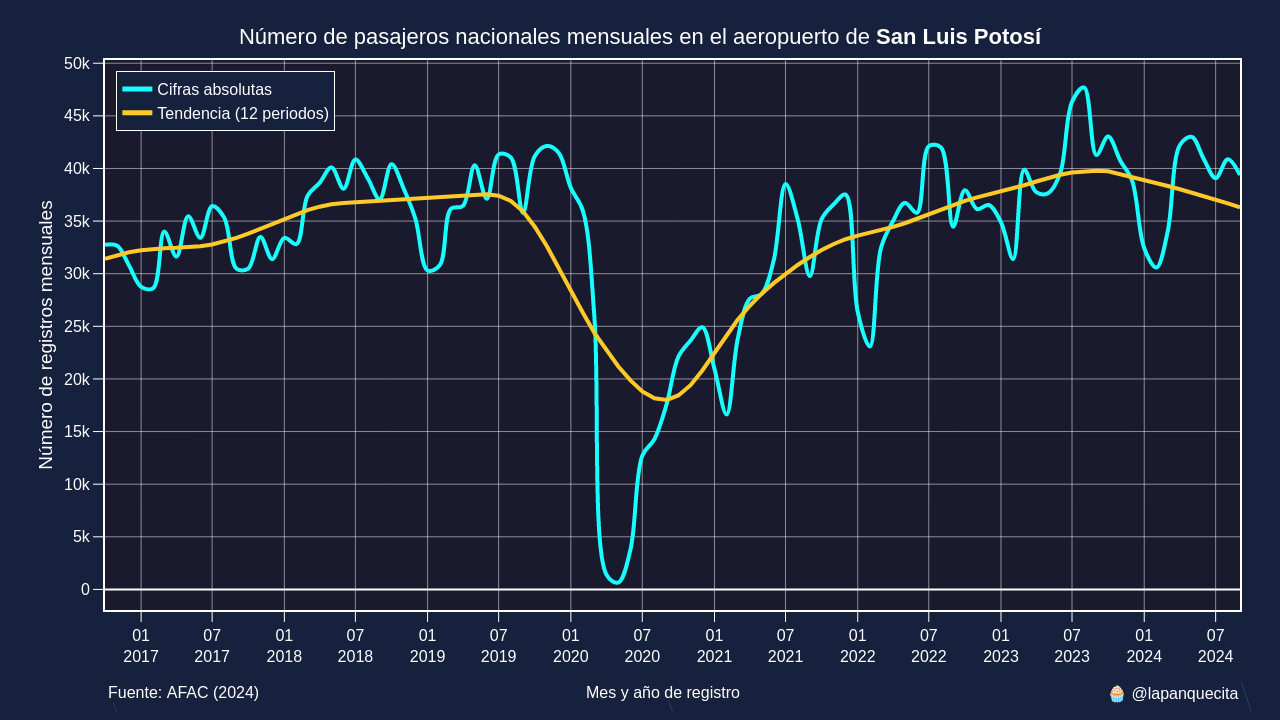 Número de pasajeros nacionales mensuales en el aeropuerto de San Luis Potosí
Cifras absolutas
Tendencia (12 periodos)
Número de registros mensuales
50k
45k
40k
35k
30k
25k
20k
15k
10k
5k
0
01 07 01 07 01 07 01 07 01 07 01 07 01 07 01 07
2017 2017 2018 2018 2019 2019 2020 2020 2021 2021 2022 2022 2023 2023 2024 2024
Fuente: AFAC (2024) Mes y año de registro 🧁 @lapanquecita